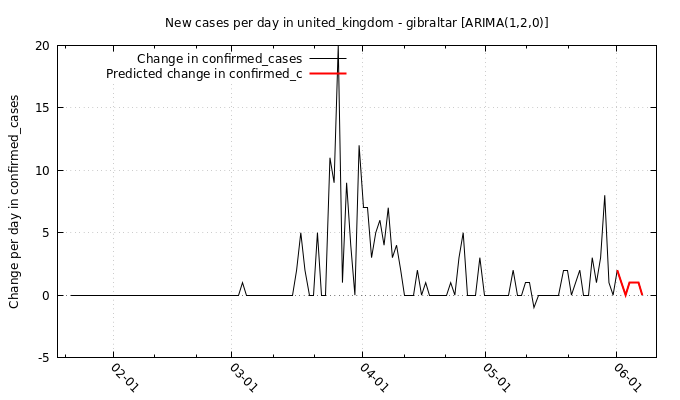 New cases per day in united_kingdom - gibraltar [ARIMA(1,2,0)]
Change in confirmed_cases
Predicted change in confirmed_c
Change per day in confirmed_cases
20
15
10
5
0
-5
02-01
03-01
04-01
05-01
06-01